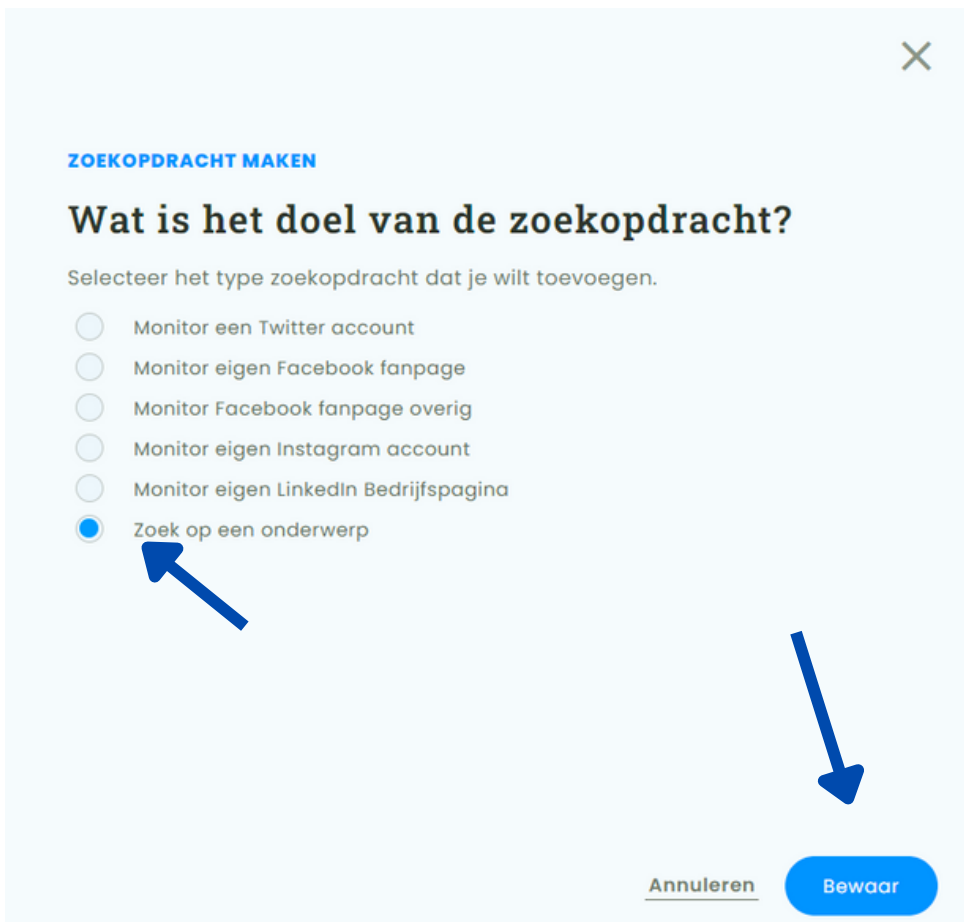 ZOEKOPDRACHT MAKEN
Wat is het doel van de zoekopdracht?
Selecteer het type zoekopdracht dat je wilt toevoegen.
Monitor een Twitter account
Monitor eigen Facebook fanpage
Monitor Facebook fanpage overig
Monitor eigen Instagram account
Monitor eigen LinkedIn Bedrijfspagina
Zoek op een onderwerp
Annuleren Bewaar